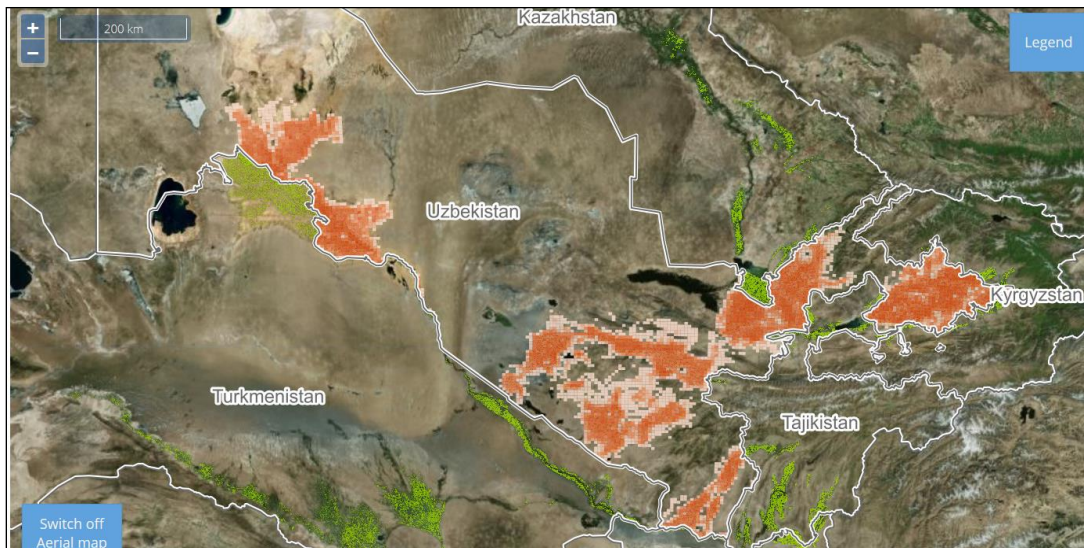 Kazakhstan
+
200 km
Legend
−
Uzbekistan
Kyrgyzstan
Turkmenistan
Tajikistan
Switch off
Aerial map